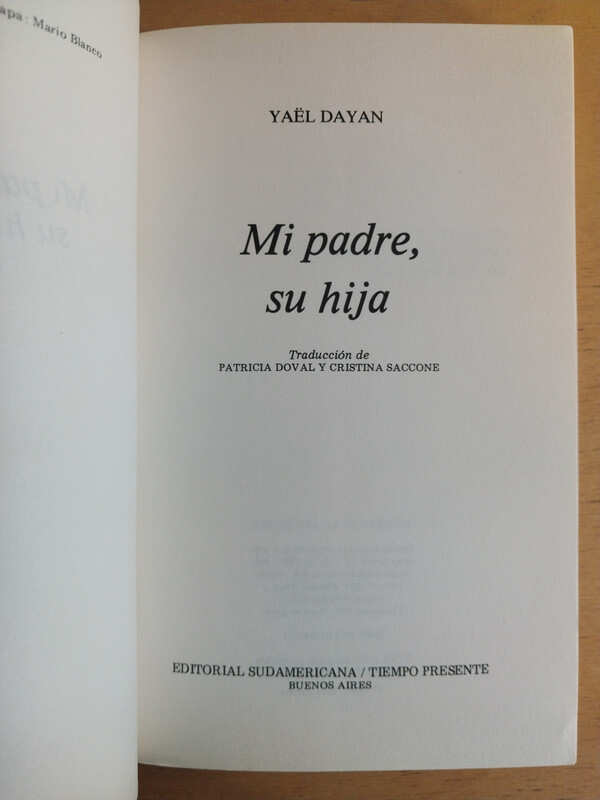 apa: Mario Blanco
YAËL DAYAN
Mi padre,
su hija
Traducción de
PATRICIA DOVAL Y CRISTINA SACCONE
EDITORIAL SUDAMERICANA / TIEMPO PRESENTE
BUENOS AIRES